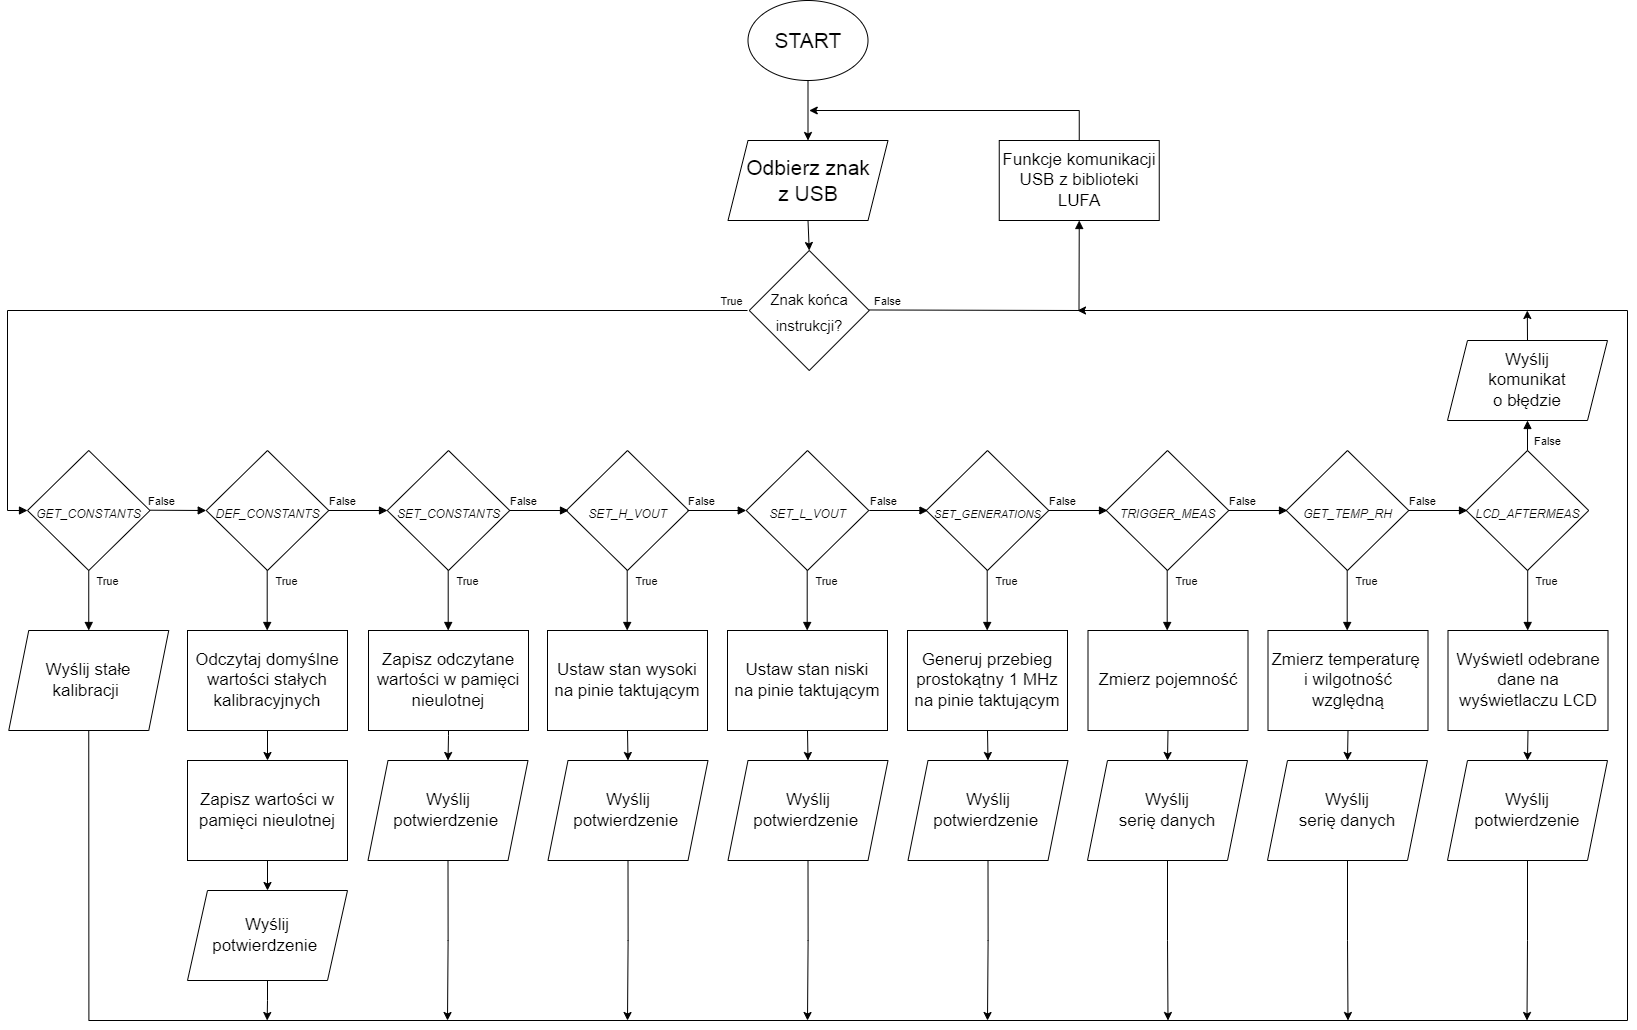 START
Odbierz znak
z USB
Funkcje komunikacji
USB z biblioteki
LUFA
True
Znak końca
instrukcji?
False
Wyślij
komunikat
o błędzie
False
GET_CONSTANTS
False
DEF_CONSTANTS
False
SET_CONSTANTS
False
SET_H_VOUT
False
SET_L_VOUT
False
SET_GENERATIONS
False
TRIGGER_MEAS
False
GET_TEMP_RH
False
LCD_AFTERMEAS
True
True
True
True
True
True
True
True
True
Wyślij stałe
kalibracji
Odczytaj domyślne
wartości stałych
kalibracyjnych
Zapisz odczytane
wartości w pamięci
nieulotnej
Ustaw stan wysoki
na pinie taktującym
Ustaw stan niski
na pinie taktującym
Generuj przebieg
prostokątny 1 MHz
na pinie taktującym
Zmierz pojemność
Zmierz temperaturę
i wilgotność
względną
Wyświetl odebrane
dane na
wyświetlaczu LCD
Zapisz wartości w
pamięci nieulotnej
Wyślij
potwierdzenie
Wyślij
potwierdzenie
Wyślij
potwierdzenie
Wyślij
potwierdzenie
Wyślij
serię danych
Wyślij
serię danych
Wyślij
potwierdzenie
Wyślij
potwierdzenie